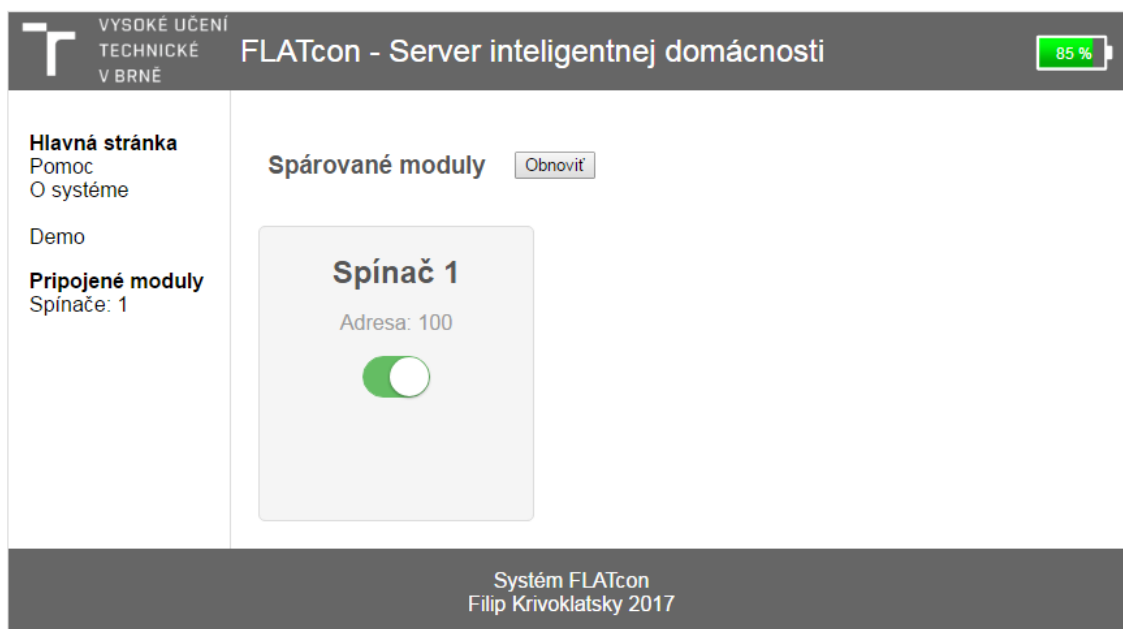 VYSOKÉ UČENÍ
TECHNICKÉ
V BRNĚ
FLATcon - Server inteligentnej domácnosti
85 %
Hlavná stránka
Pomoc
O systéme
Demo
Pripojené moduly
Spínače: 1
Spárované moduly
Obnoviť
Spínač 1
Adresa: 100
Systém FLATcon
Filip Krivoklatsky 2017